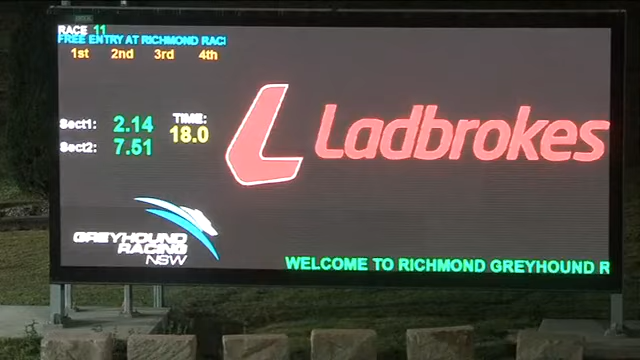 RACE 11
FREE ENTRY AT RICHMOND RACI
1st 2nd 3rd 4th
Sect1: 2.14
Sect2: 7.51
TIME:
18.0
Ladbrokes
GREYHOUND
RACING
NSW
WELCOME TO RICHMOND GREYHOUND R